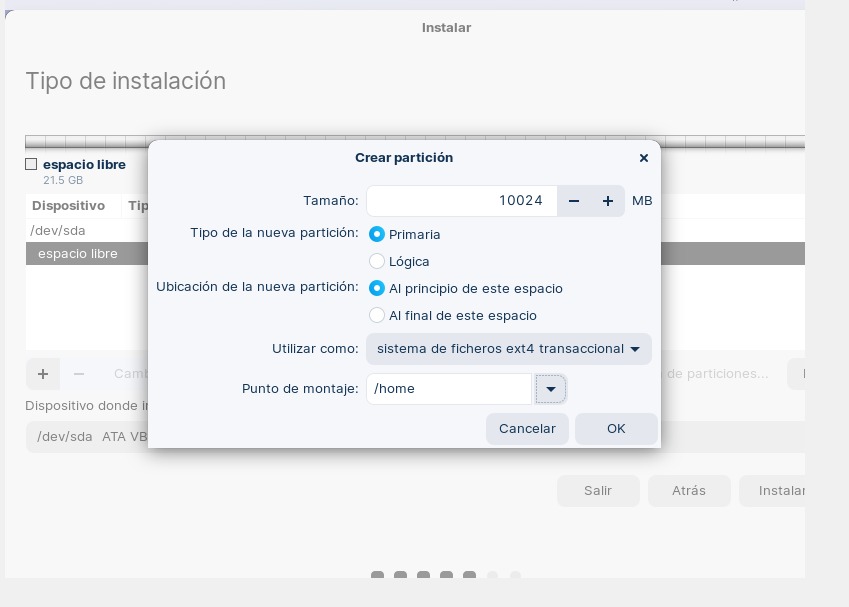 Instalar
Tipo de instalación
espacio libre
21.5 GB
Dispositivo Tip
/dev/sda
espacio libre
Crear partición
Tamaño: 10024 MB
Tipo de la nueva partición: Primaria
Lógica
Ubicación de la nueva partición: Al principio de este espacio
Al final de este espacio
Utilizar como: sistema de ficheros ext4 transaccional
Punto de montaje: /home
Cancelar OK
+ − Camb de particiones...
Dispositivo donde in
/dev/sda ATA VB
Salir Atrás Instalar